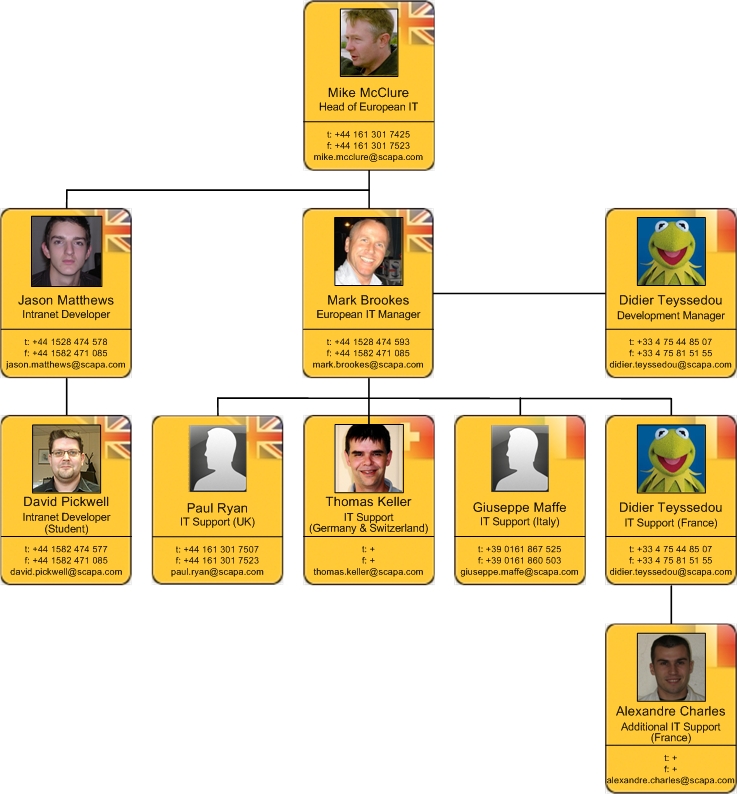 Mike McClure
Head of European IT
t: +44 161 301 7425
f: +44 161 301 7523
mike.mcclure@scapa.com
Jason Matthews
Intranet Developer
t: +44 1528 474 578
f: +44 1582 471 085
jason.matthews@scapa.com
Mark Brookes
European IT Manager
t: +44 1528 474 593
f: +44 1582 471 085
mark.brookes@scapa.com
Didier Teyssedou
Development Manager
t: +33 4 75 44 85 07
f: +33 4 75 81 51 55
didier.teyssedou@scapa.com
David Pickwell
Intranet Developer
(Student)
t: +44 1582 474 577
f: +44 1582 471 085
david.pickwell@scapa.com
Paul Ryan
IT Support (UK)
t: +44 161 301 7507
f: +44 161 301 7523
paul.ryan@scapa.com
Thomas Keller
IT Support
(Germany & Switzerland)
t: +
f: +
thomas.keller@scapa.com
Giuseppe Maffe
IT Support (Italy)
t: +39 0161 867 525
f: +39 0161 860 503
giuseppe.maffe@scapa.com
Didier Teyssedou
IT Support (France)
t: +33 4 75 44 85 07
f: +33 4 75 81 51 55
didier.teyssedou@scapa.com
Alexandre Charles
Additional IT Support
(France)
t: +
f: +
alexandre.charles@scapa.com